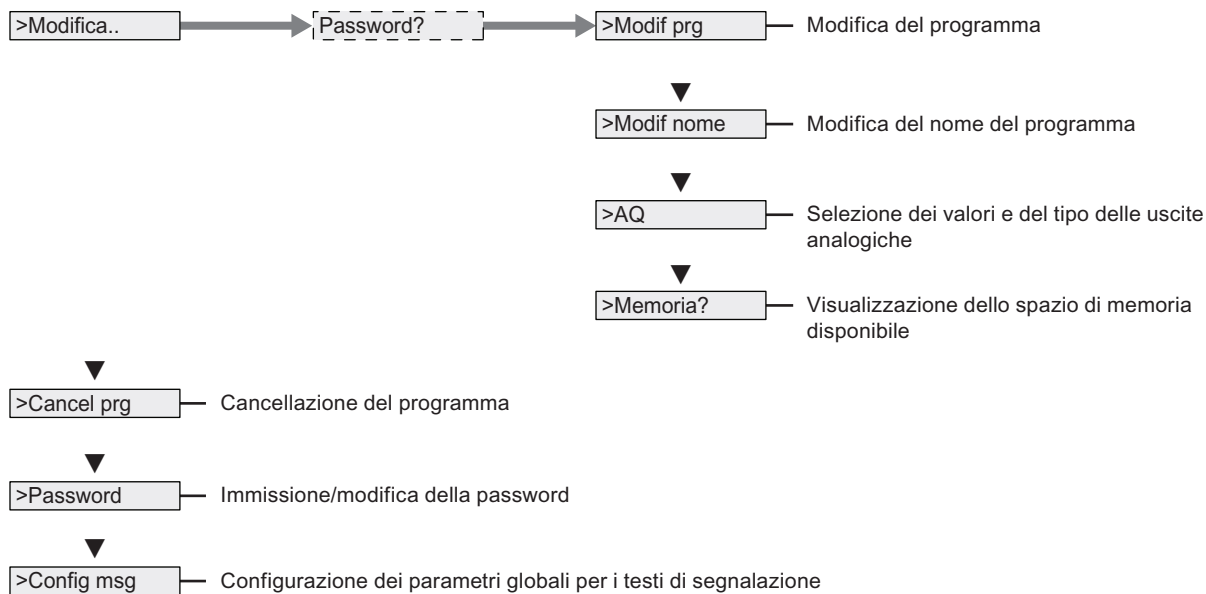 >Modifica..
Password?
>Modif prg
Modifica del programma
>Modif nome
Modifica del nome del programma
>AQ
Selezione dei valori e del tipo delle uscite
analogiche
>Memoria?
Visualizzazione dello spazio di memoria
disponibile
>Cancel prg
Cancellazione del programma
>Password
Immissione/modifica della password
>Config msg
Configurazione dei parametri globali per i testi di segnalazione